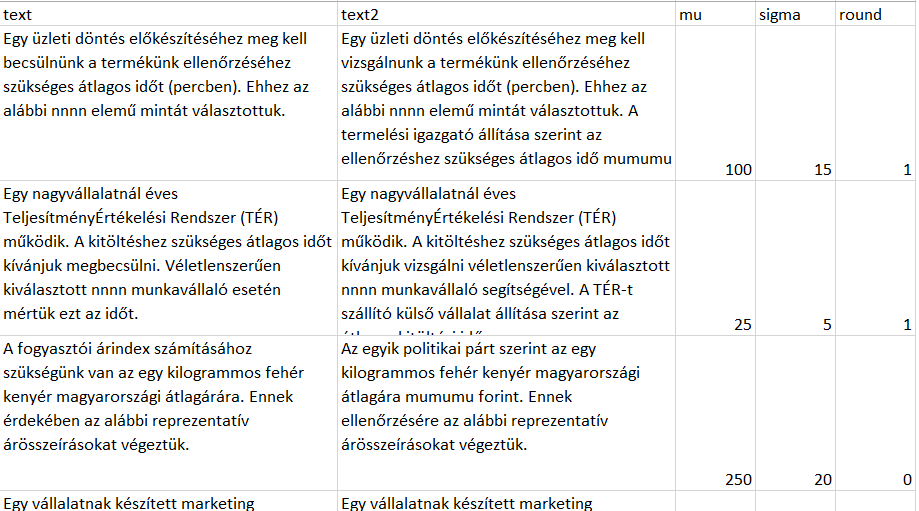 text text2 mu sigma round
Egy üzleti döntés előkészítéséhez meg kell
becsülnünk a termékünk ellenőrzéséhez
szükséges átlagos időt (percben). Ehhez az
alábbi nnnn elemű mintát választottuk.
Egy üzleti döntés előkészítéséhez meg kell
vizsgálnunk a termékünk ellenőrzéséhez
szükséges átlagos időt (percben). Ehhez az
alábbi nnnn elemű mintát választottuk. A
termelési igazgató állítása szerint az
ellenőrzéshez szükséges átlagos idő mumumu
100 15 1
Egy nagyvállalatnál éves
TeljesítményÉrtékelési Rendszer (TÉR)
működik. A kitöltéshez szükséges átlagos időt
kívánjuk megbecsülni. Véletlenszerűen
kiválasztott nnnn munkavállaló esetén
mértük ezt az időt.
Egy nagyvállalatnál éves
TeljesítményÉrtékelési Rendszer (TÉR)
működik. A kitöltéshez szükséges átlagos időt
kívánjuk vizsgálni véletlenszerűen kiválasztott
nnnn munkavállaló segítségével. A TÉR-t
szállító külső vállalat állítása szerint az
25 5 1
A fogyasztói árindex számításához
szükségünk van az egy kilogrammos fehér
kenyér magyarországi átlagárára. Ennek
érdekében az alábbi reprezentatív
árösszeírásokat végeztük.
Az egyik politikai párt szerint az egy
kilogrammos fehér kenyér magyarországi
átlagára mumumu forint. Ennek
ellenőrzésére az alábbi reprezentatív
árösszeírásokat végeztük.
250 20 0
Egy vállalatnak készített marketing
Egy vállalatnak készített marketing